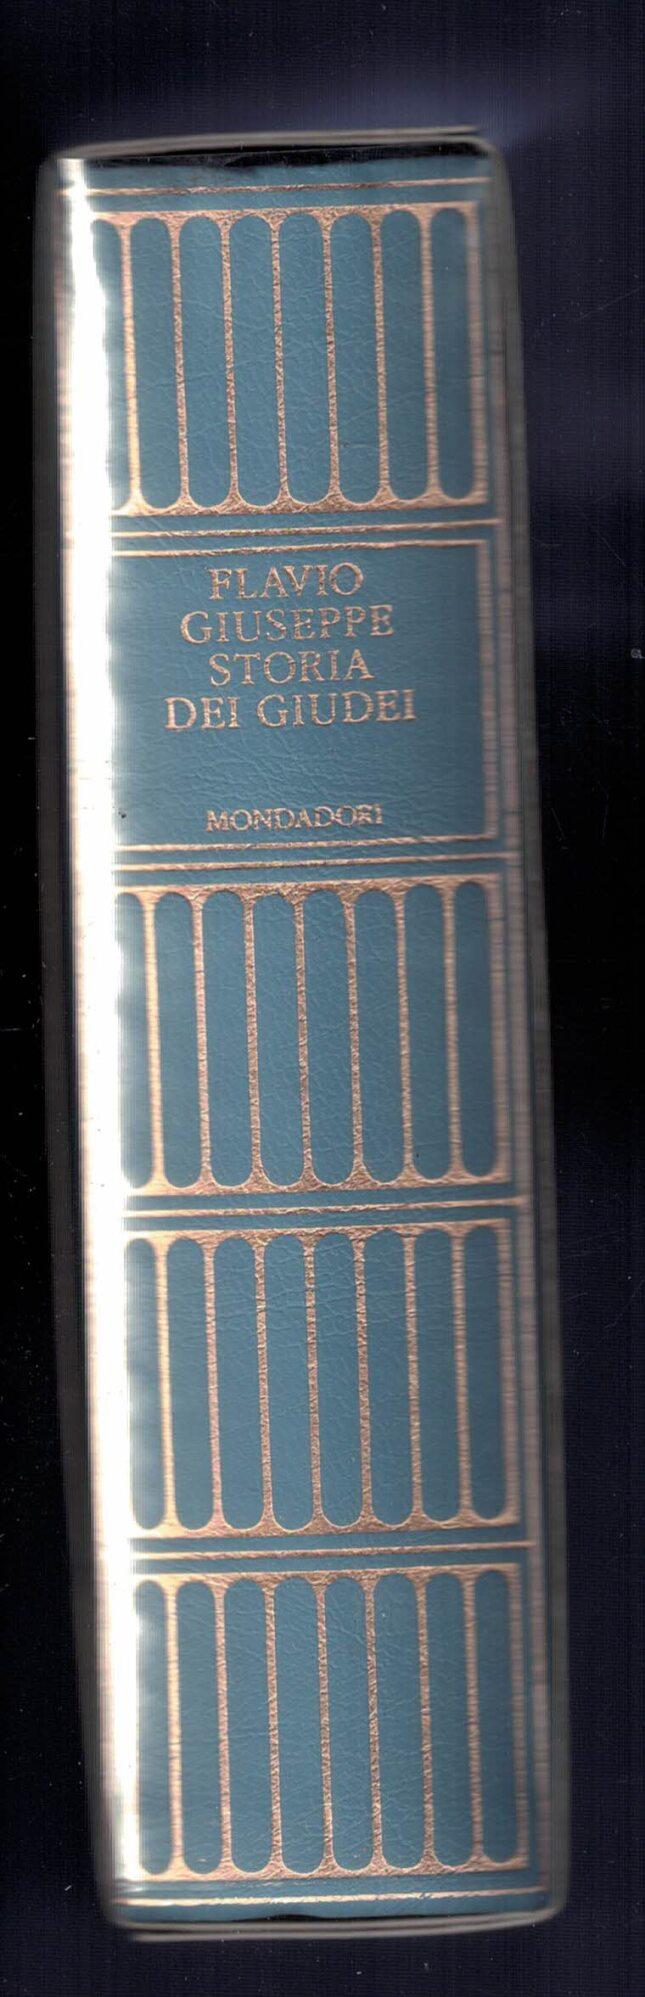 FLAVIO
GIUSEPPE
STORIA
DEI GIUDEI
MONDADORI